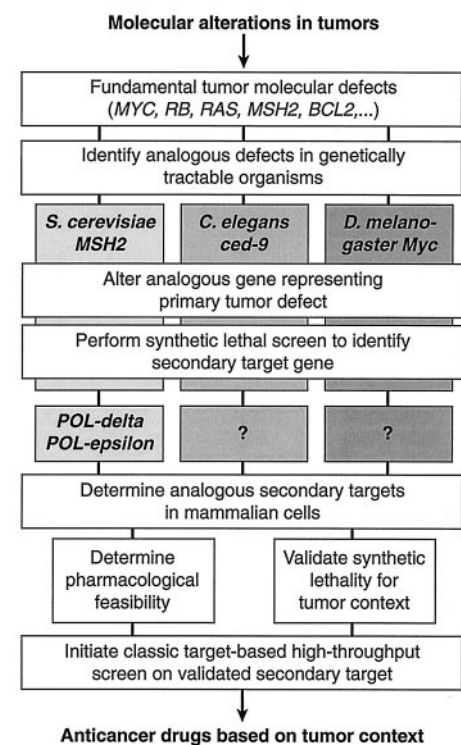 Molecular alterations in tumors
Fundamental tumor molecular defects
(MYC, RB, RAS, MSH2, BCL2,...)
Identify analogous defects in genetically
tractable organisms
S. cerevisiae
MSH2
C. elegans
ced-9
D. melano-
gaster Myc
Alter analogous gene representing
primary tumor defect
Perform synthetic lethal screen to identify
secondary target gene
POL-delta
POL-epsilon
?
?
Determine analogous secondary targets
in mammalian cells
Determine
pharmacological
feasibility
Validate synthetic
lethality for
tumor context
Initiate classic target-based high-throughput
screen on validated secondary target
Anticancer drugs based on tumor context